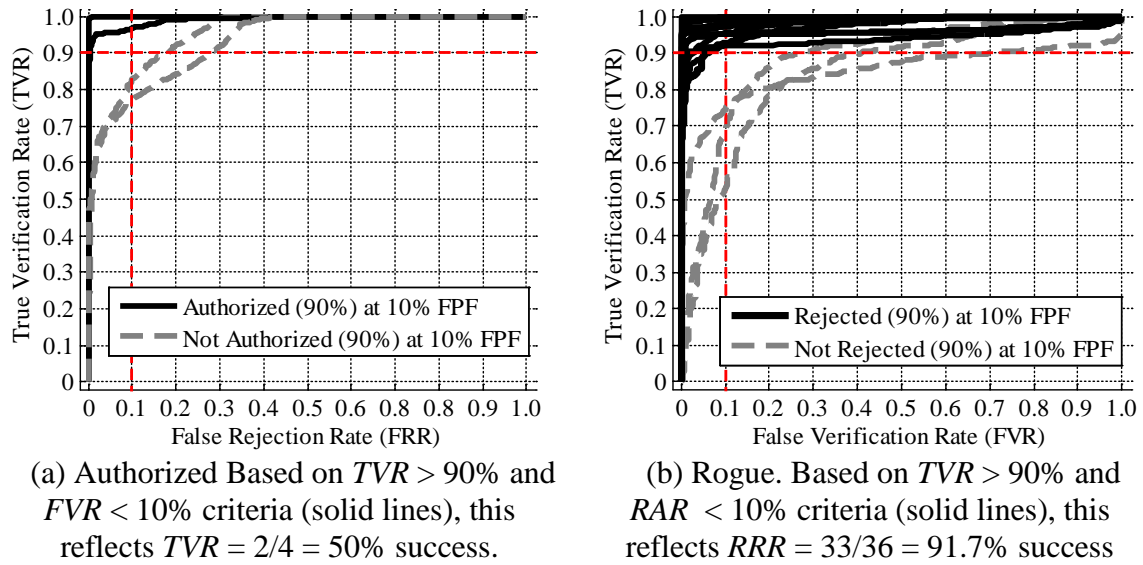 True Verification Rate (TVR)
1.0
0.9
0.8
0.7
0.6
0.5
0.4
0.3
0.2
0.1
0
Authorized (90%) at 10% FPF
Not Authorized (90%) at 10% FPF
0 0.1 0.2 0.3 0.4 0.5 0.6 0.7 0.8 0.9 1.0
False Rejection Rate (FRR)
(a) Authorized Based on TVR > 90% and
FVR < 10% criteria (solid lines), this
reflects TVR = 2/4 = 50% success.
True Verification Rate (TVR)
1.0
0.9
0.8
0.7
0.6
0.5
0.4
0.3
0.2
0.1
0
Rejected (90%) at 10% FPF
Not Rejected (90%) at 10% FPF
0 0.1 0.2 0.3 0.4 0.5 0.6 0.7 0.8 0.9 1.0
False Verification Rate (FVR)
(b) Rogue. Based on TVR > 90% and
RAR < 10% criteria (solid lines), this
reflects RRR = 33/36 = 91.7% success